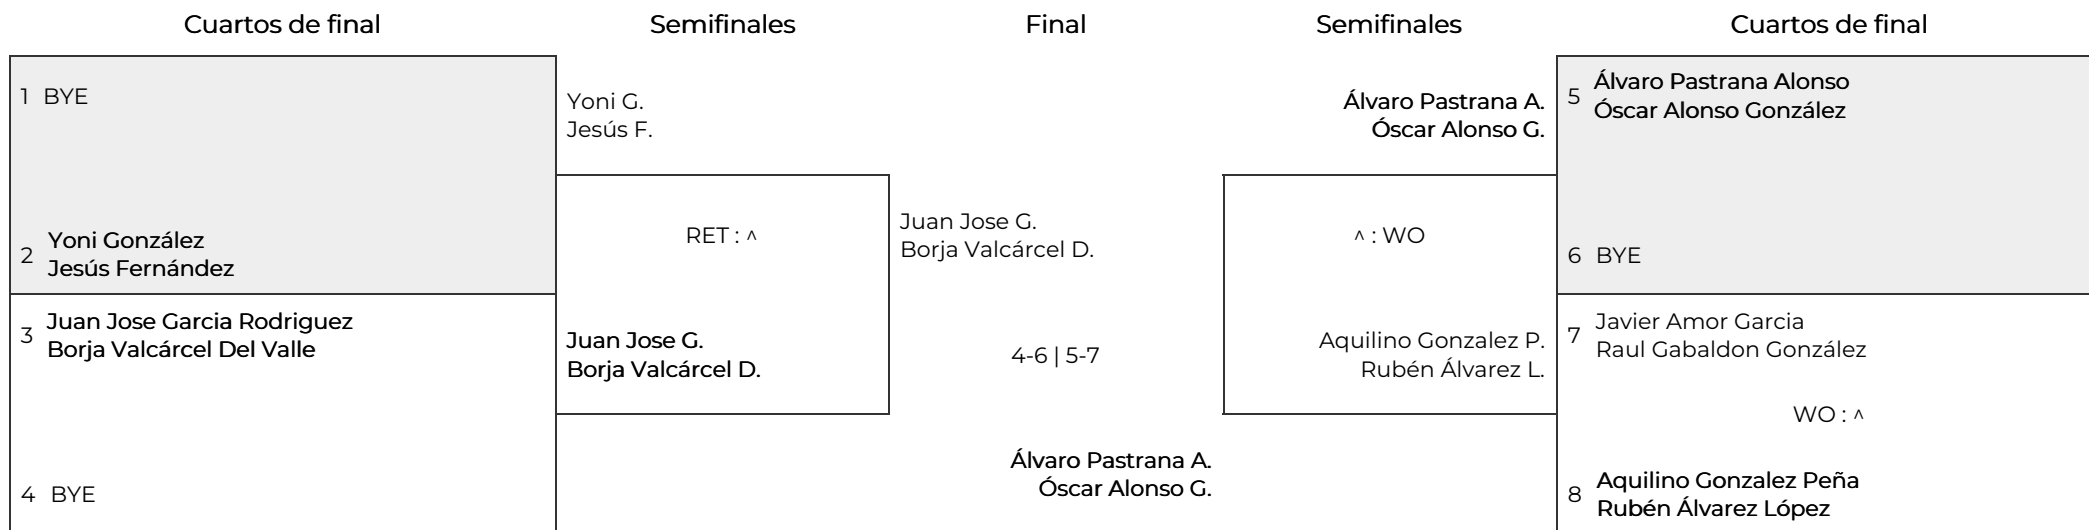 Cuartos de final
Semifinales
Final
Semifinales
Cuartos de final
1 BYE
2 Yoni González
Jesús Fernández
3 Juan Jose Garcia Rodriguez
Borja Valcárcel Del Valle
4 BYE
Yoni G.
Jesús F.
RET : ^
Juan Jose G.
Borja Valcárcel D.
Juan Jose G.
Borja Valcárcel D.
4-6 | 5-7
Álvaro Pastrana A.
Óscar Alonso G.
Álvaro Pastrana A.
Óscar Alonso G.
^ : WO
Aquilino Gonzalez P.
Rubén Álvarez L.
5 Álvaro Pastrana Alonso
Óscar Alonso González
6 BYE
7 Javier Amor Garcia
Raul Gabaldon González
WO : ^
8 Aquilino Gonzalez Peña
Rubén Álvarez López